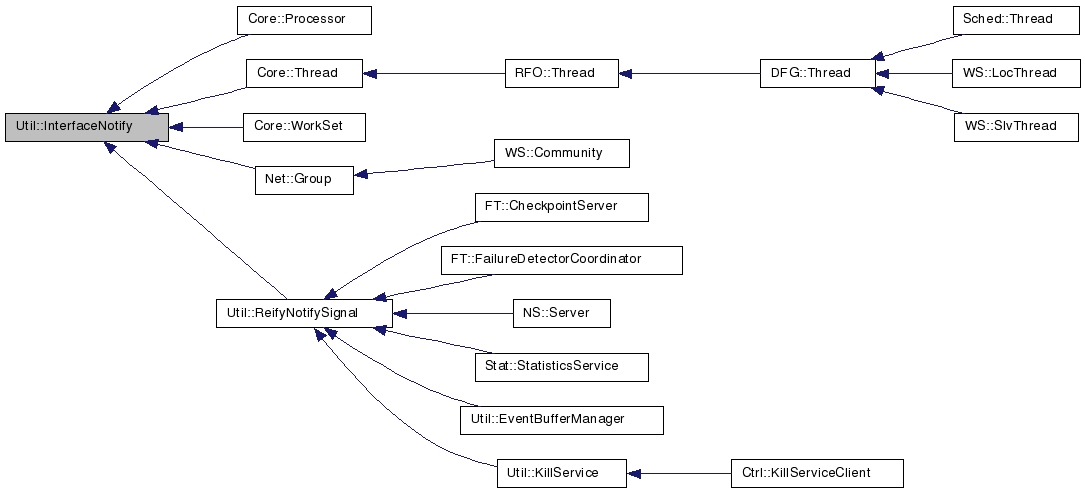 Core::Processor
Sched::Thread
Core::Thread
RFO::Thread
DFG::Thread
WS::LocThread
Util::InterfaceNotify
Core::WorkSet
WS::SlvThread
WS::Community
Net::Group
FT::CheckpointServer
FT::FailureDetectorCoordinator
Util::ReifyNotifySignal
NS::Server
Stat::StatisticsService
Util::EventBufferManager
Util::KillService
Ctrl::KillServiceClient